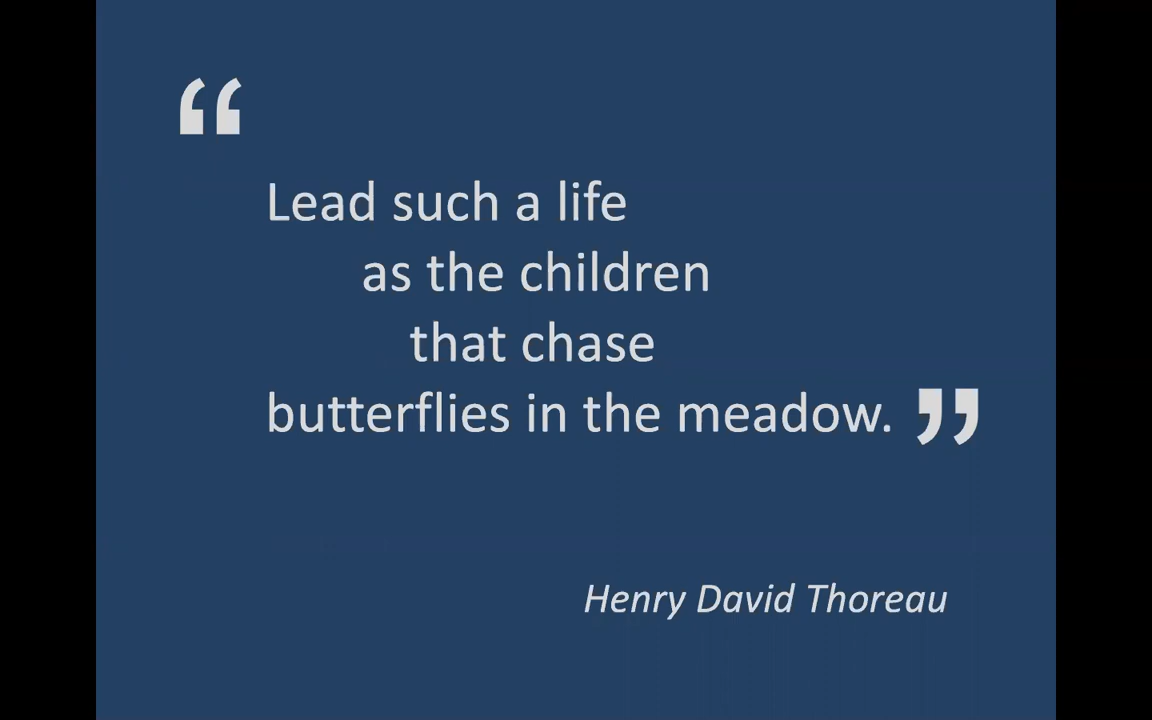 “
Lead such a life
as the children
that chase
butterflies in the meadow. ”
Henry David Thoreau